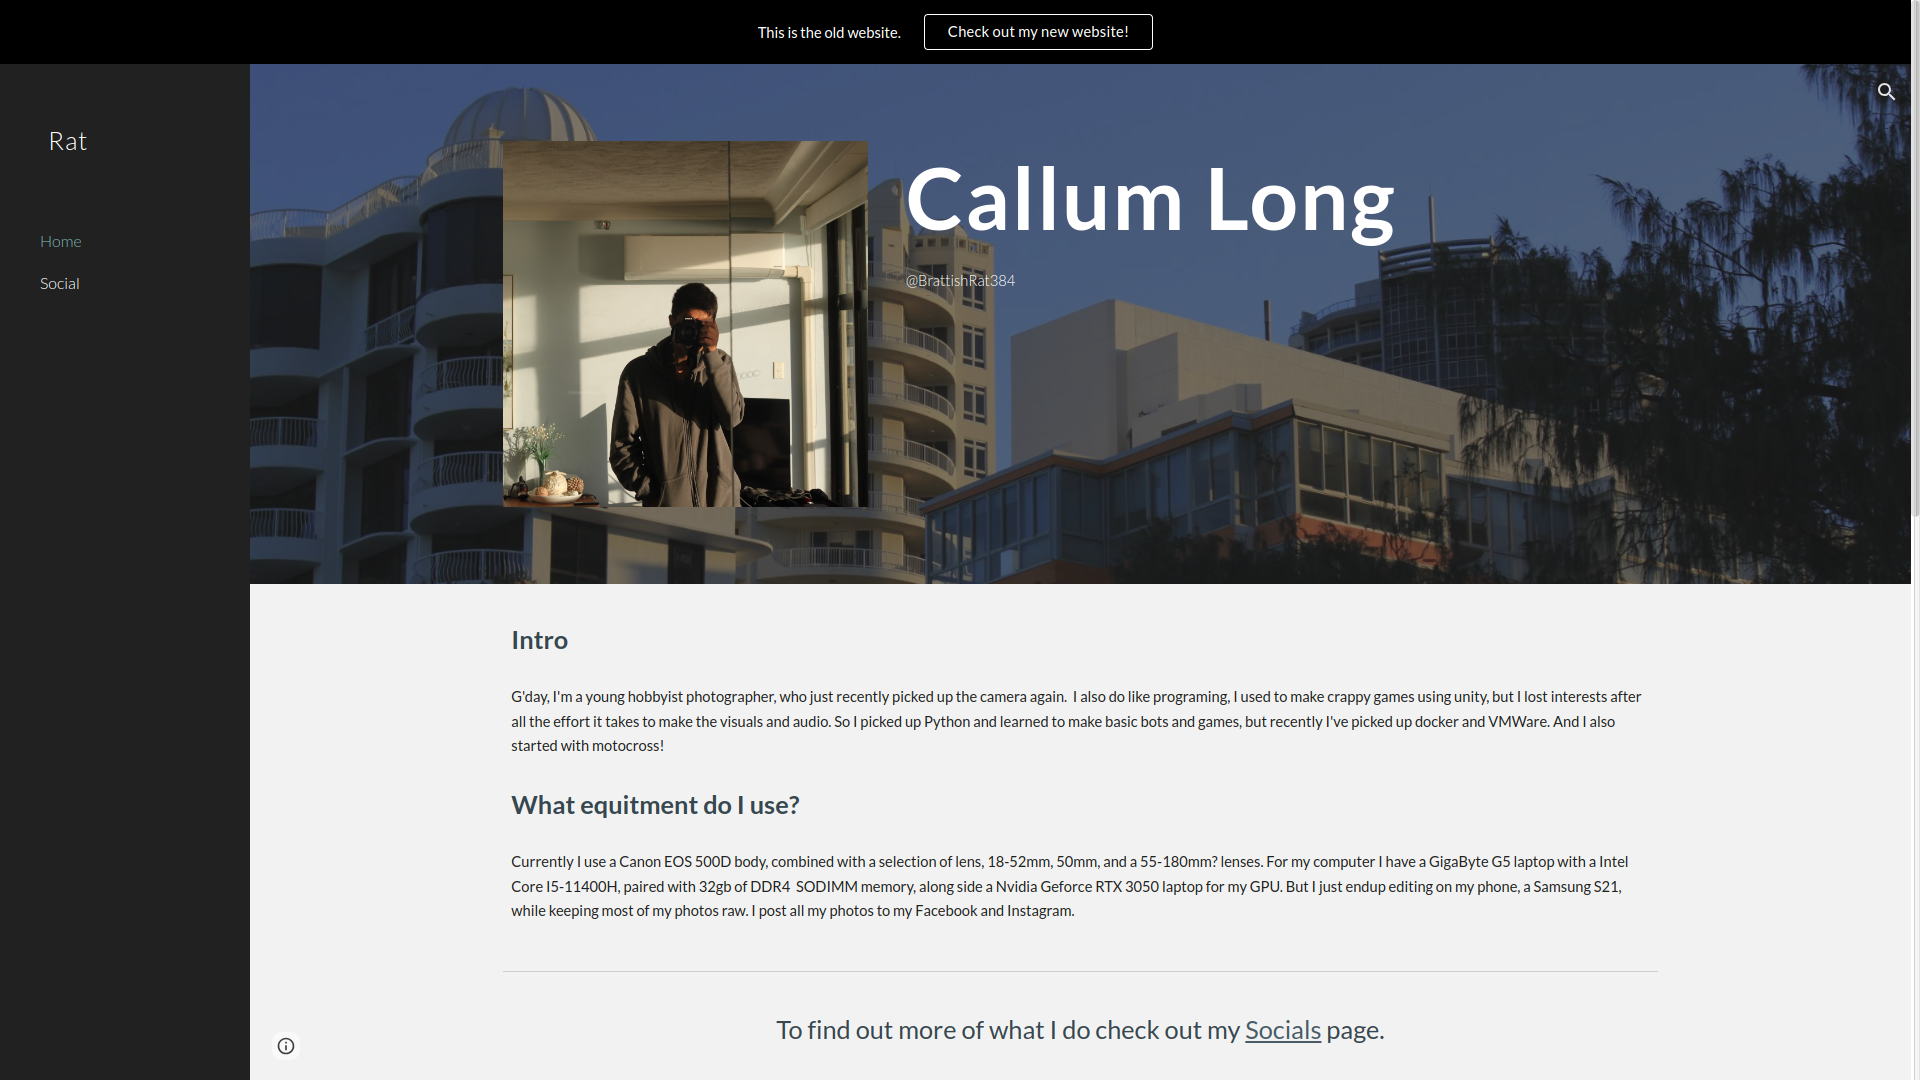 This is the old website.
Check out my new website!
Rat
Home
Social
Callum Long
@BrattishRat384
Intro
G'day, I'm a young hobbyist photographer, who just recently picked up the camera again.  I also do like programing, I used to make crappy games using unity, but I lost interests after
all the effort it takes to make the visuals and audio. So I picked up Python and learned to make basic bots and games, but recently I've picked up docker and VMWare. And I also
started with motocross!
What equitment do I use?
Currently I use a Canon EOS 500D body, combined with a selection of lens, 18-52mm, 50mm, and a 55-180mm? lenses. For my computer I have a GigaByte G5 laptop with a Intel
Core I5-11400H, paired with 32gb of DDR4  SODIMM memory, along side a Nvidia Geforce RTX 3050 laptop for my GPU. But I just endup editing on my phone, a Samsung S21,
while keeping most of my photos raw. I post all my photos to my Facebook and Instagram.
To find out more of what I do check out my Socials page.